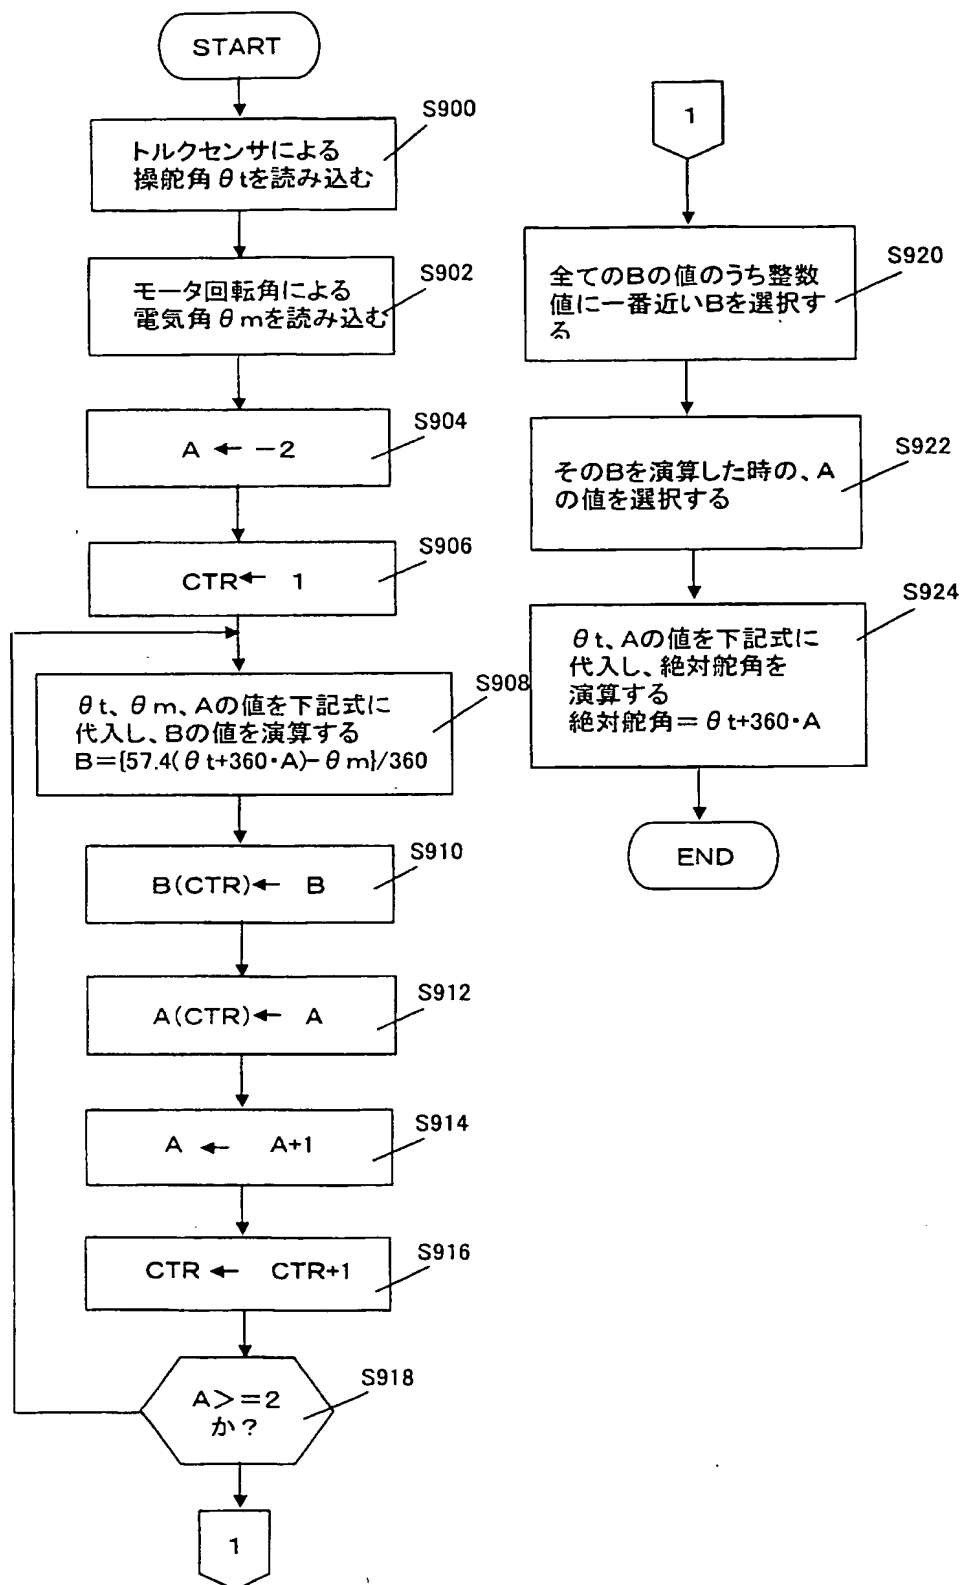 START
S900
トルクセンサによる
操舵角θtを読み込む
S902
モータ回転角による
電気角θmを読み込む
S904
A ← −2
S906
CTR← 1
S908
θt、θm、Aの値を下記式に
代入し、Bの値を演算する
B={57.4(θt+360・A)−θm}/360
S910
B(CTR)← B
S912
A(CTR)← A
S914
A ← A+1
S916
CTR ← CTR+1
S918
A>=2
か?
1
1
S920
全てのBの値のうち整数
値に一番近いBを選択す
る
S922
そのBを演算した時の、A
の値を選択する
S924
θt、Aの値を下記式に
代入し、絶対舵角を
演算する
絶対舵角=θt+360・A
END